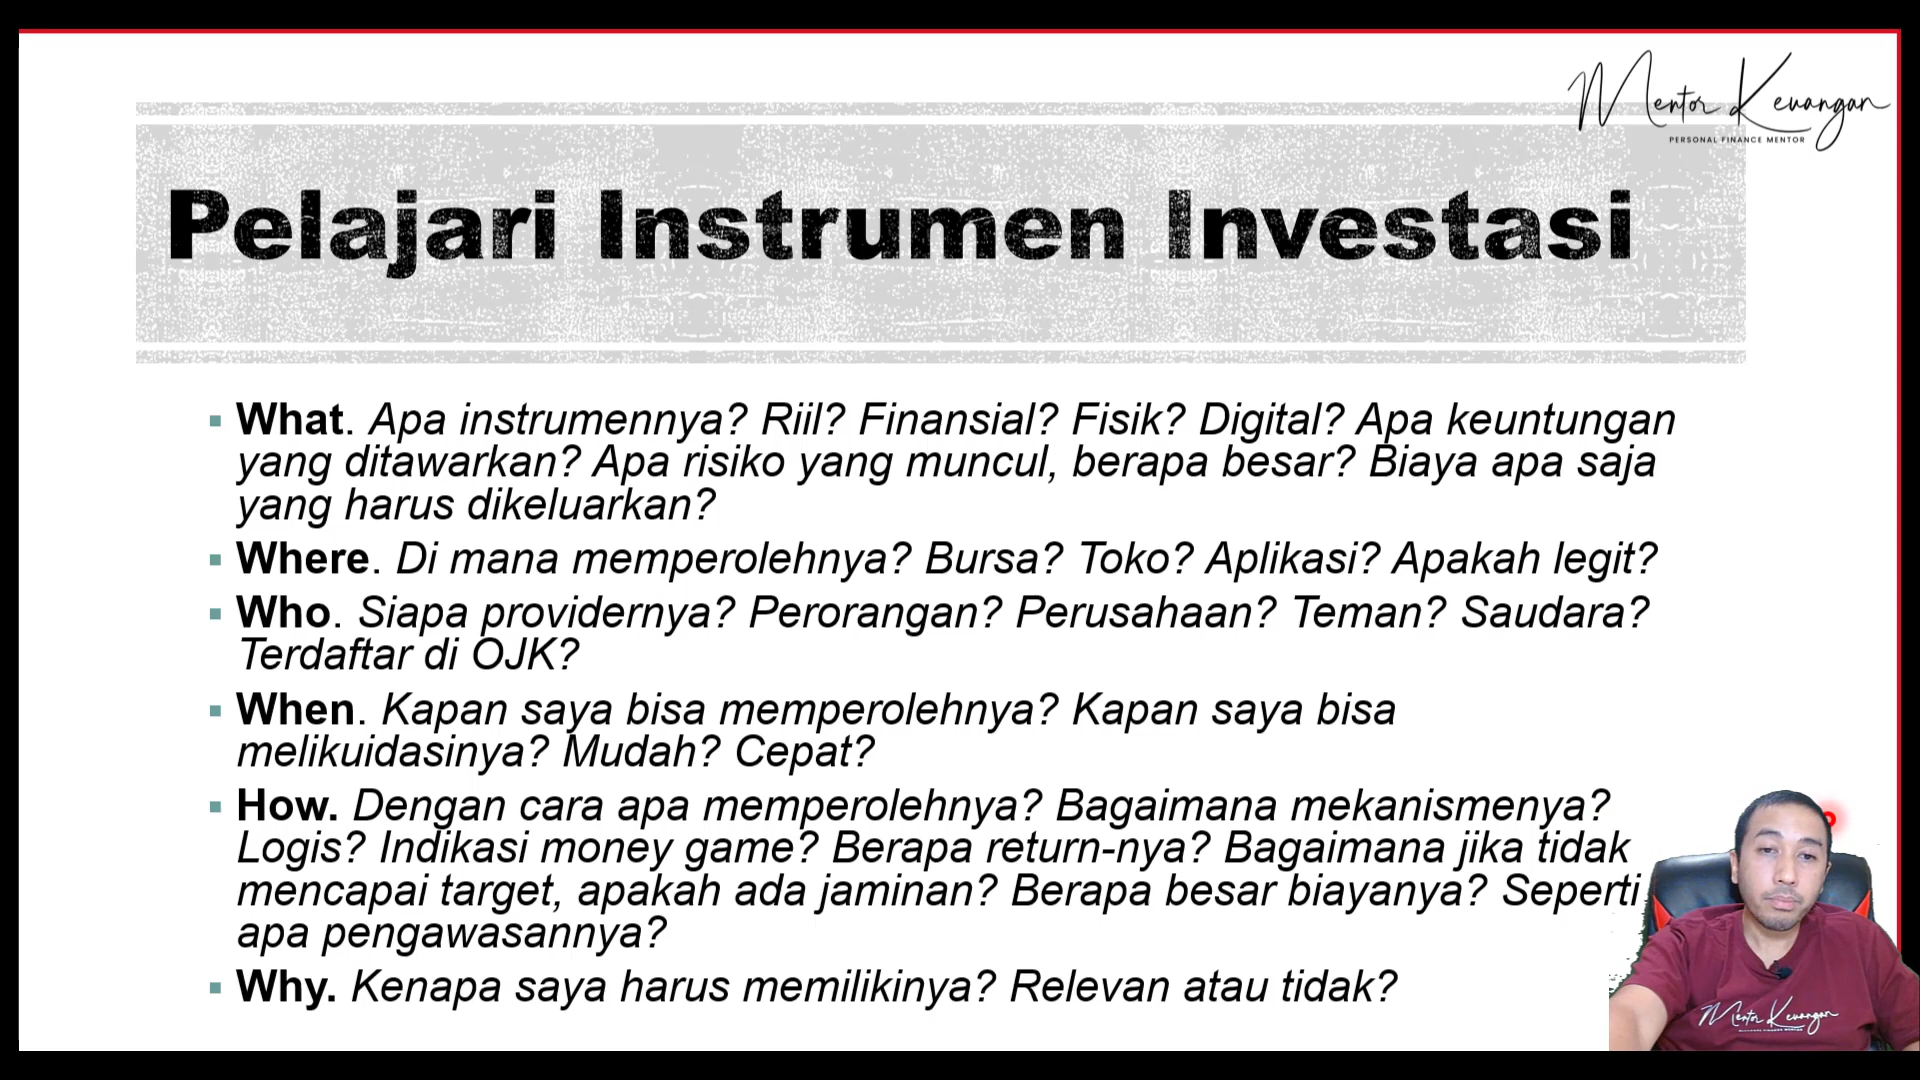 Mentor Keuangan
PERSONAL FINANCE MENTOR
Pelajari Instrumen Investasi
What. Apa instrumennya? Riil? Finansial? Fisik? Digital? Apa keuntungan
yang ditawarkan? Apa risiko yang muncul, berapa besar? Biaya apa saja
yang harus dikeluarkan?
Where. Di mana memperolehnya? Bursa? Toko? Aplikasi? Apakah legit?
Who. Siapa providernya? Perorangan? Perusahaan? Teman? Saudara?
Terdaftar di OJK?
When. Kapan saya bisa memperolehnya? Kapan saya bisa
melikuidasinya? Mudah? Cepat?
How. Dengan cara apa memperolehnya? Bagaimana mekanismenya?
Logis? Indikasi money game? Berapa return-nya? Bagaimana jika tidak
mencapai target, apakah ada jaminan? Berapa besar biayanya? Seperti
apa pengawasannya?
Why. Kenapa saya harus memilikinya? Relevan atau tidak?
Mentor Keuangan